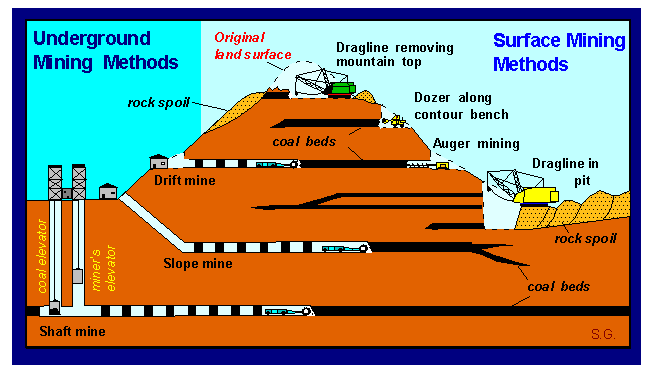 Underground
Mining Methods
Original
land surface
Dragline removing
mountain top
Surface Mining
Methods
rock spoil
Dozer along
contour bench
coal beds
Auger mining
Dragline in
pit
Drift mine
rock spoil
coal elevator
miner's
elevator
Slope mine
coal beds
Shaft mine
S.G.